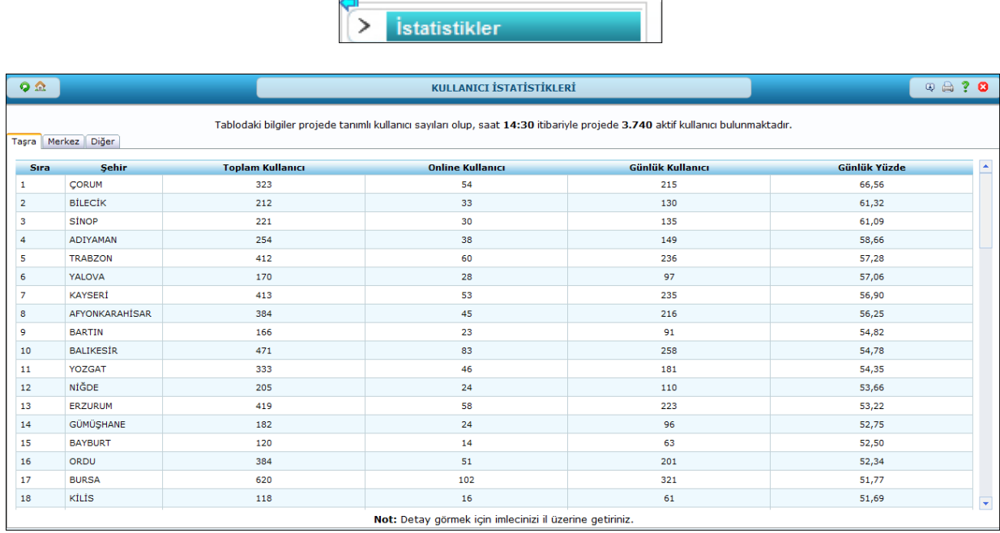 İstatistikler
KULLANICI İSTATİSTİKLERİ
Tablodaki bilgiler projede tanımlı kullanıcı sayıları olup, saat 14:30 itibariyle projede 3.740 aktif kullanıcı bulunmaktadır.
Taşra Merkez Diğer
Sıra Şehir Toplam Kullanıcı Online Kullanıcı Günlük Kullanıcı Günlük Yüzde
1 ÇORUM 323 54 215 66,56
2 BİLECİK 212 33 130 61,32
3 SİNOP 221 30 135 61,09
4 ADIYAMAN 254 38 149 58,66
5 TRABZON 412 60 236 57,28
6 YALOVA 170 28 97 57,06
7 KAYSERİ 413 53 235 56,90
8 AFYONKARAHİSAR 384 45 216 56,25
9 BARTIN 166 23 91 54,82
10 BALIKESİR 471 83 258 54,78
11 YOZGAT 333 46 181 54,35
12 NİĞDE 205 24 110 53,66
13 ERZURUM 419 58 223 53,22
14 GÜMÜŞHANE 182 24 96 52,75
15 BAYBURT 120 14 63 52,50
16 ORDU 384 51 201 52,34
17 BURSA 620 102 321 51,77
18 KİLİS 118 16 61 51,69
Not: Detay görmek için imlecinizi il üzerine getiriniz.